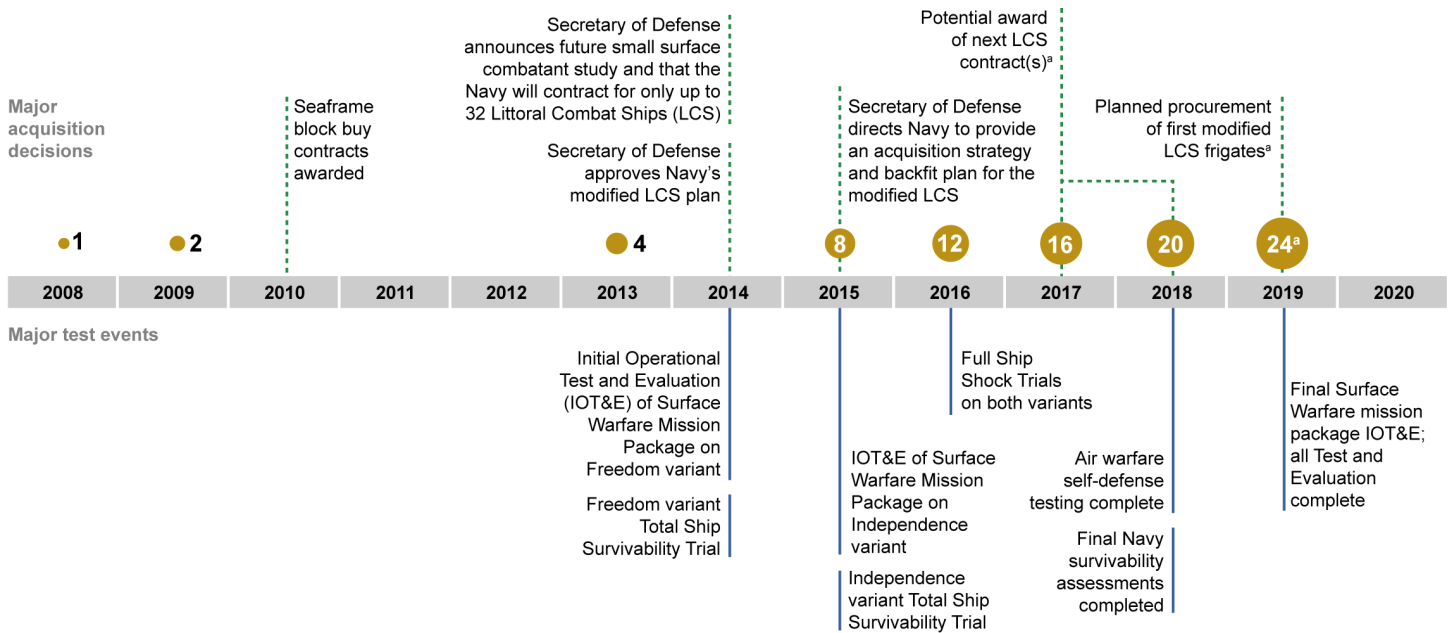 Major
acquisition
decisions
Seaframe
block buy
contracts
awarded
Secretary of Defense
announces future small surface
combatant study and that the
Navy will contract for only up to
32 Littoral Combat Ships (LCS)
Secretary of Defense
approves Navy's
modified LCS plan
Secretary of Defense
directs Navy to provide
an acquisition strategy
and backfit plan for the
modified LCS
Potential award
of next LCS
contract(s)ᵃ
Planned procurement
of first modified
LCS frigatesᵃ
1
2
4
8
12
16
20
24ᵃ
2008
2009
2010
2011
2012
2013
2014
2015
2016
2017
2018
2019
2020
Major test events
Initial Operational
Test and Evaluation
(IOT&E) of Surface
Warfare Mission
Package on
Freedom variant
Freedom variant
Total Ship
Survivability Trial
IOT&E of Surface
Warfare Mission
Package on
Independence
variant
Independence
variant Total Ship
Survivability Trial
Full Ship
Shock Trials
on both variants
Air warfare
self-defense
testing complete
Final Navy
survivability
assessments
completed
Final Surface
Warfare mission
package IOT&E;
all Test and
Evaluation
complete